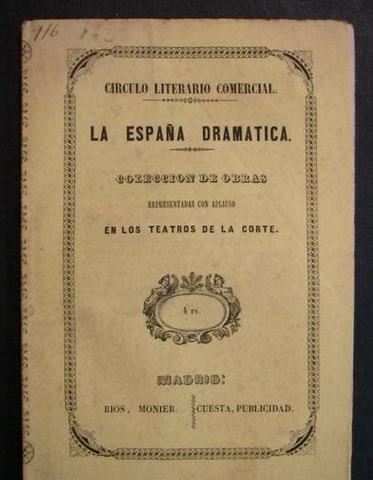 916
CIRCULO LITERARIO COMERCIAL.
LA ESPAÑA DRAMATICA.
COLECCION DE OBRAS
REPRESENTADAS CON APLAUSO
EN LOS TEATROS DE LA CORTE.
4 rs.
MADRID:
RIOS, MONIER. CUESTA, PUBLICIDAD.